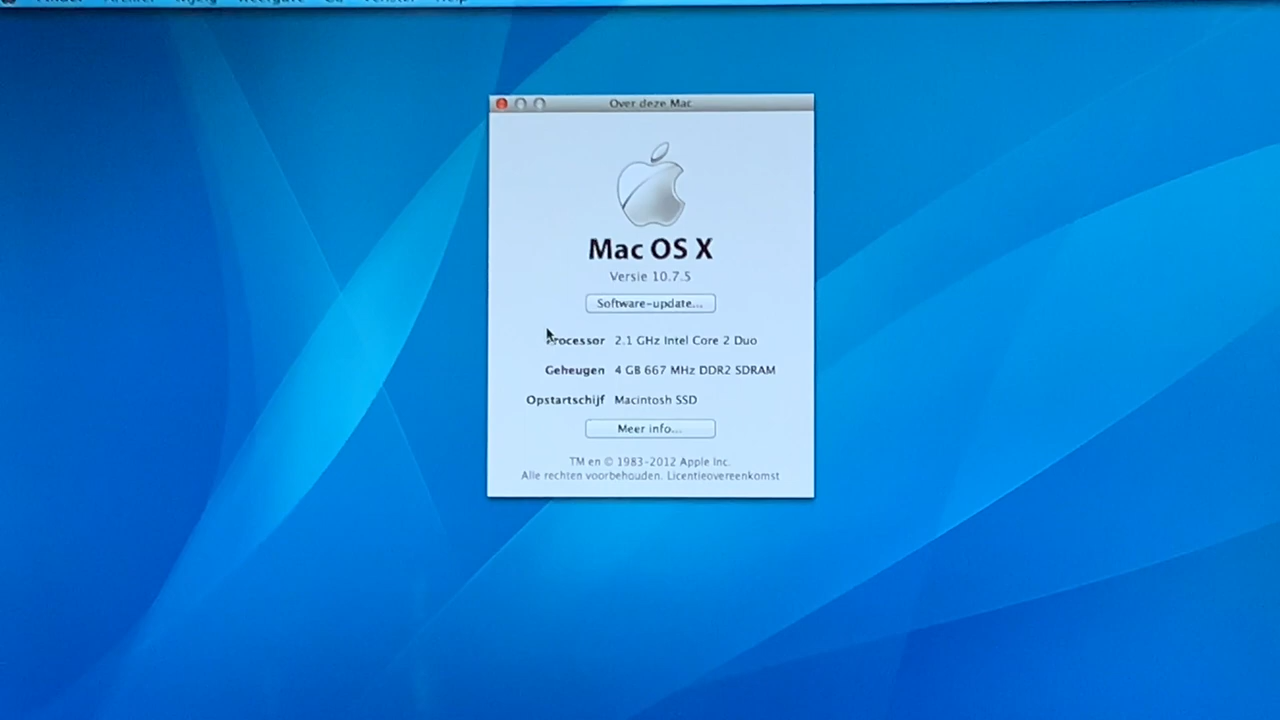 Over deze Mac
Mac OS X
Versie 10.7.5
Software-update...
Processor 2.1 GHz Intel Core 2 Duo
Geheugen 4 GB 667 MHz DDR2 SDRAM
Opstartschijf Macintosh SSD
Meer info...
TM en © 1983-2012 Apple Inc.
Alle rechten voorbehouden. Licentieovereenkomst